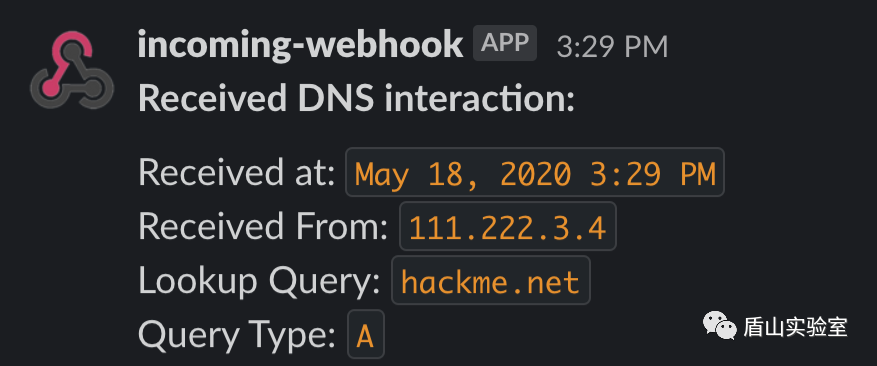 incoming-webhook APP 3:29 PM
Received DNS interaction:
Received at: May 18, 2020 3:29 PM
Received From: 111.222.3.4
Lookup Query: hackme.net
Query Type: A
盾山实验室